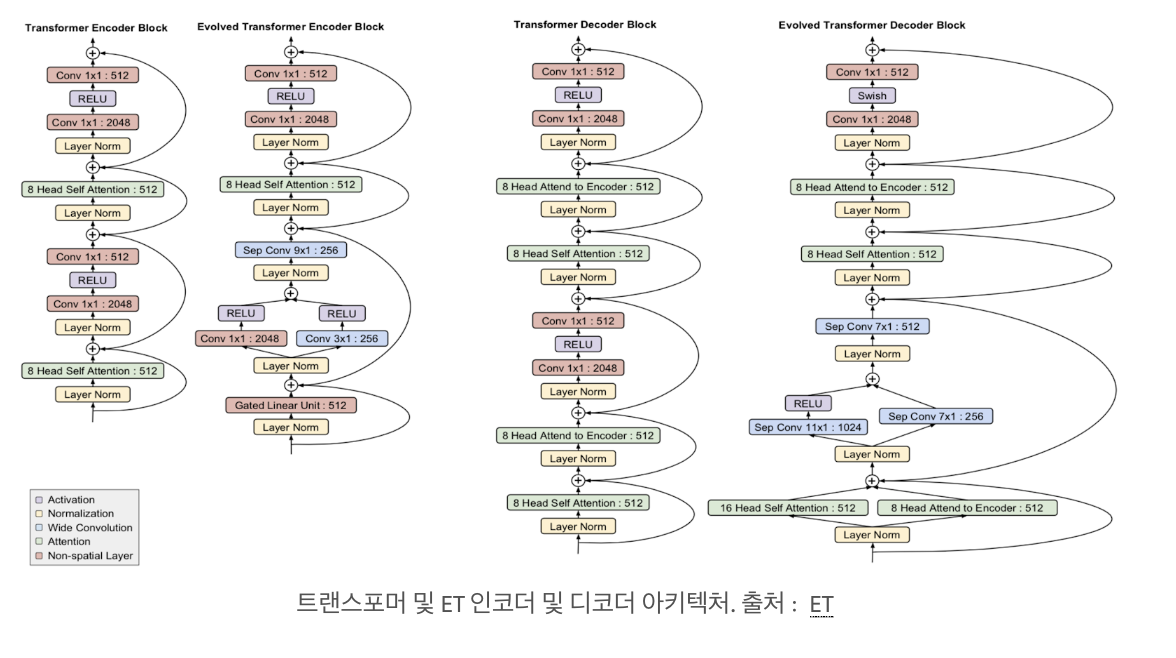 Transformer Encoder Block
+
Conv 1x1 : 512
RELU
Conv 1x1 : 2048
Layer Norm
+
8 Head Self Attention : 512
Layer Norm
+
Conv 1x1 : 512
RELU
Conv 1x1 : 2048
Layer Norm
+
8 Head Self Attention : 512
Layer Norm
Evolved Transformer Encoder Block
+
Conv 1x1 : 512
RELU
Conv 1x1 : 2048
Layer Norm
+
8 Head Self Attention : 512
Layer Norm
+
Sep Conv 9x1 : 256
Layer Norm
+
RELU RELU
Conv 1x1 : 2048 Conv 3x1 : 256
Layer Norm
+
Gated Linear Unit : 512
Layer Norm
Transformer Decoder Block
+
Conv 1x1 : 512
RELU
Conv 1x1 : 2048
Layer Norm
+
8 Head Attend to Encoder : 512
Layer Norm
+
8 Head Self Attention : 512
Layer Norm
+
Conv 1x1 : 512
RELU
Conv 1x1 : 2048
Layer Norm
+
8 Head Attend to Encoder : 512
Layer Norm
+
8 Head Self Attention : 512
Layer Norm
Evolved Transformer Decoder Block
+
Conv 1x1 : 512
Swish
Conv 1x1 : 2048
Layer Norm
+
8 Head Attend to Encoder : 512
Layer Norm
+
8 Head Self Attention : 512
Layer Norm
+
Sep Conv 7x1 : 512
Layer Norm
+
RELU
Sep Conv 11x1 : 1024 Sep Conv 7x1 : 256
Layer Norm
+
16 Head Self Attention : 512 8 Head Attend to Encoder : 512
Layer Norm
Activation
Normalization
Wide Convolution
Attention
Non-spatial Layer
트랜스포머 및 ET 인코더 및 디코더 아키텍처. 출처 : ET